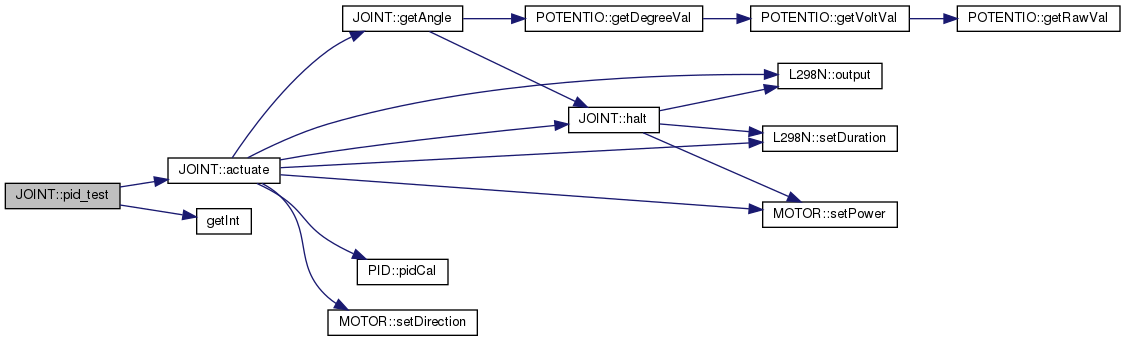 JOINT::getAngle
POTENTIO::getDegreeVal
POTENTIO::getVoltVal
POTENTIO::getRawVal
L298N::output
JOINT::halt
L298N::setDuration
JOINT::actuate
JOINT::pid_test
getInt
MOTOR::setPower
PID::pidCal
MOTOR::setDirection